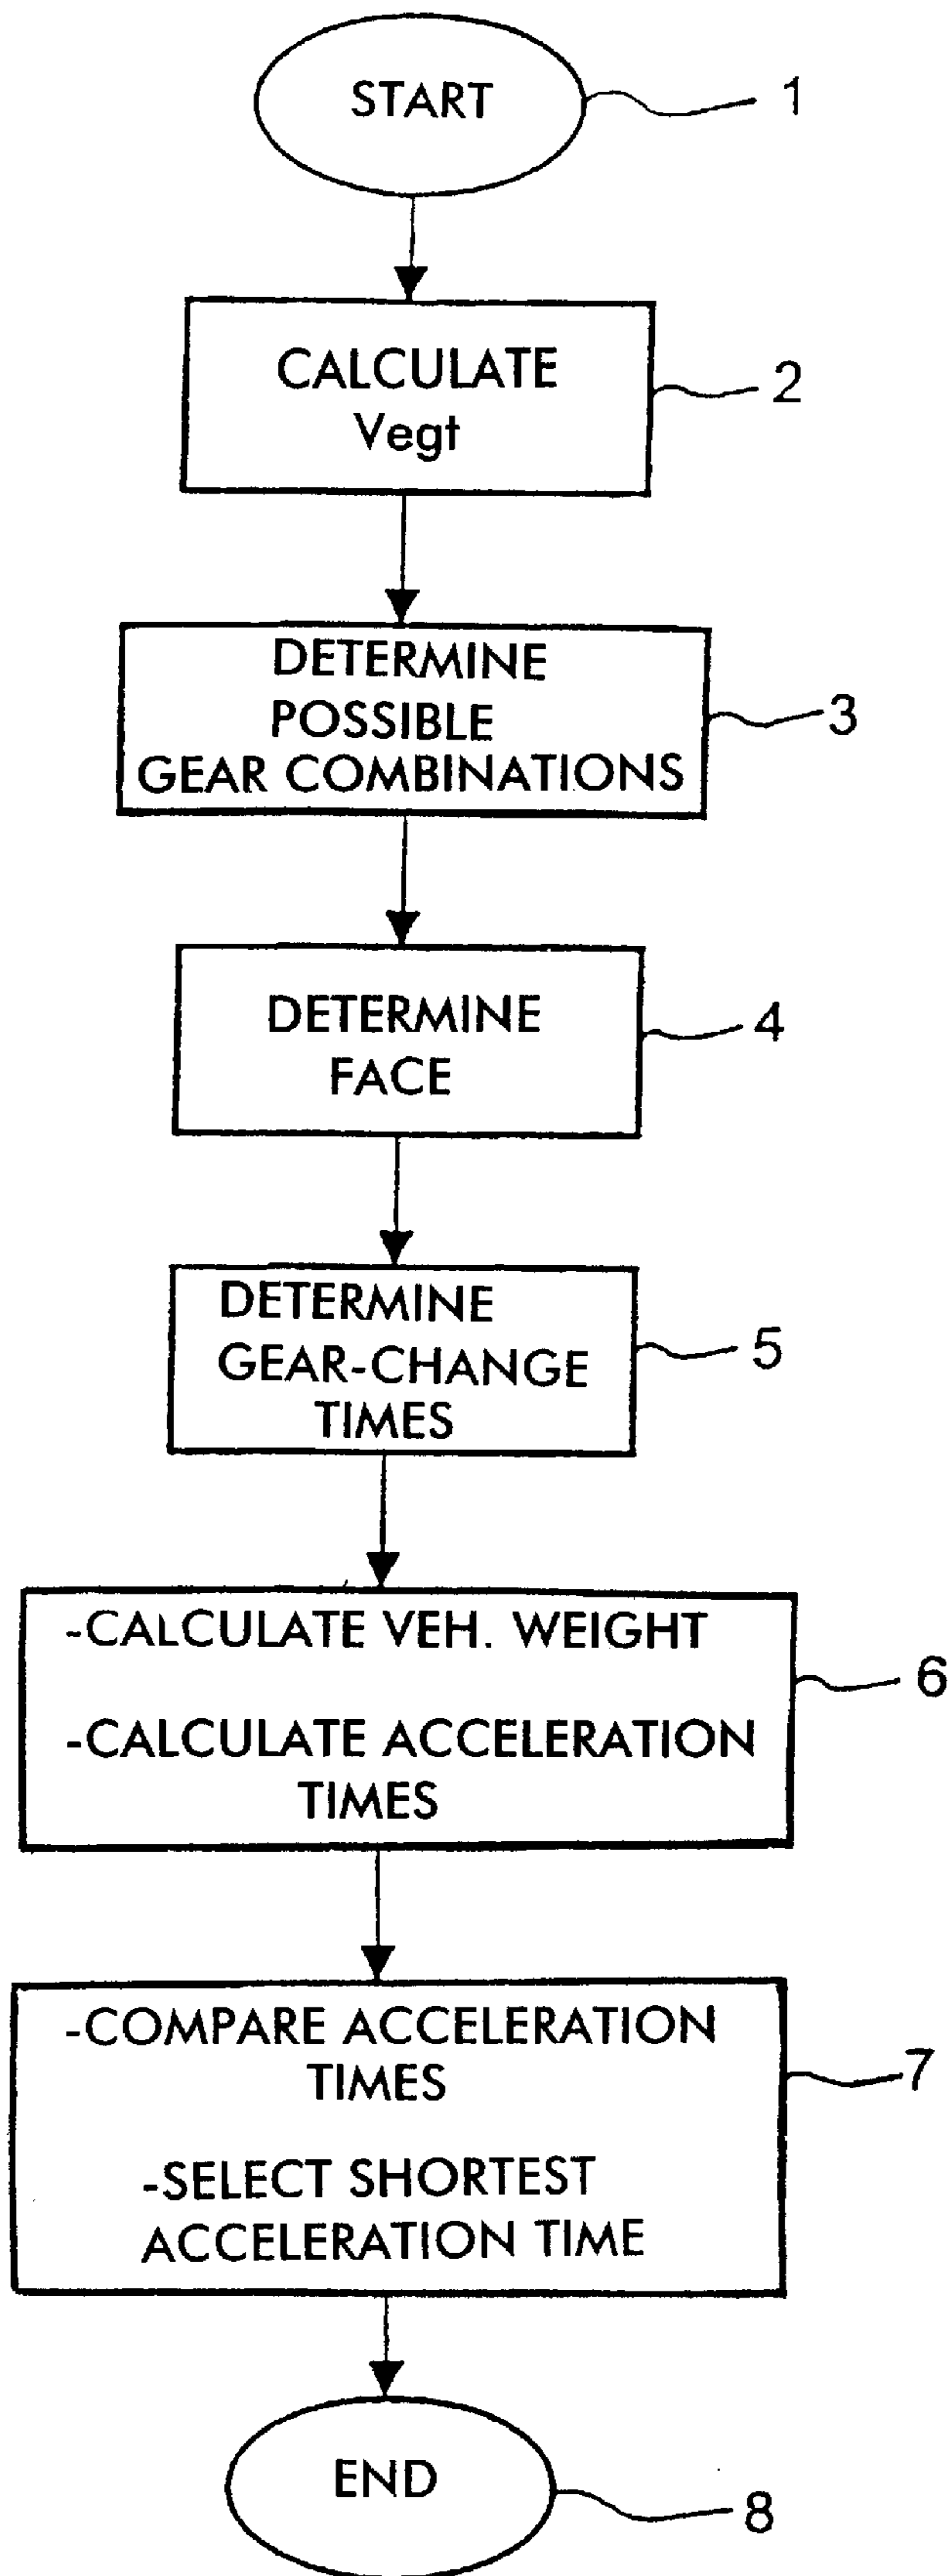 START
1
CALCULATE
Vegt
2
DETERMINE
POSSIBLE
GEAR COMBINATIONS
3
DETERMINE
FACE
4
DETERMINE
GEAR-CHANGE
TIMES
5
-CALCULATE VEH. WEIGHT
-CALCULATE ACCELERATION
TIMES
6
-COMPARE ACCELERATION
TIMES
-SELECT SHORTEST
ACCELERATION TIME
7
END
8